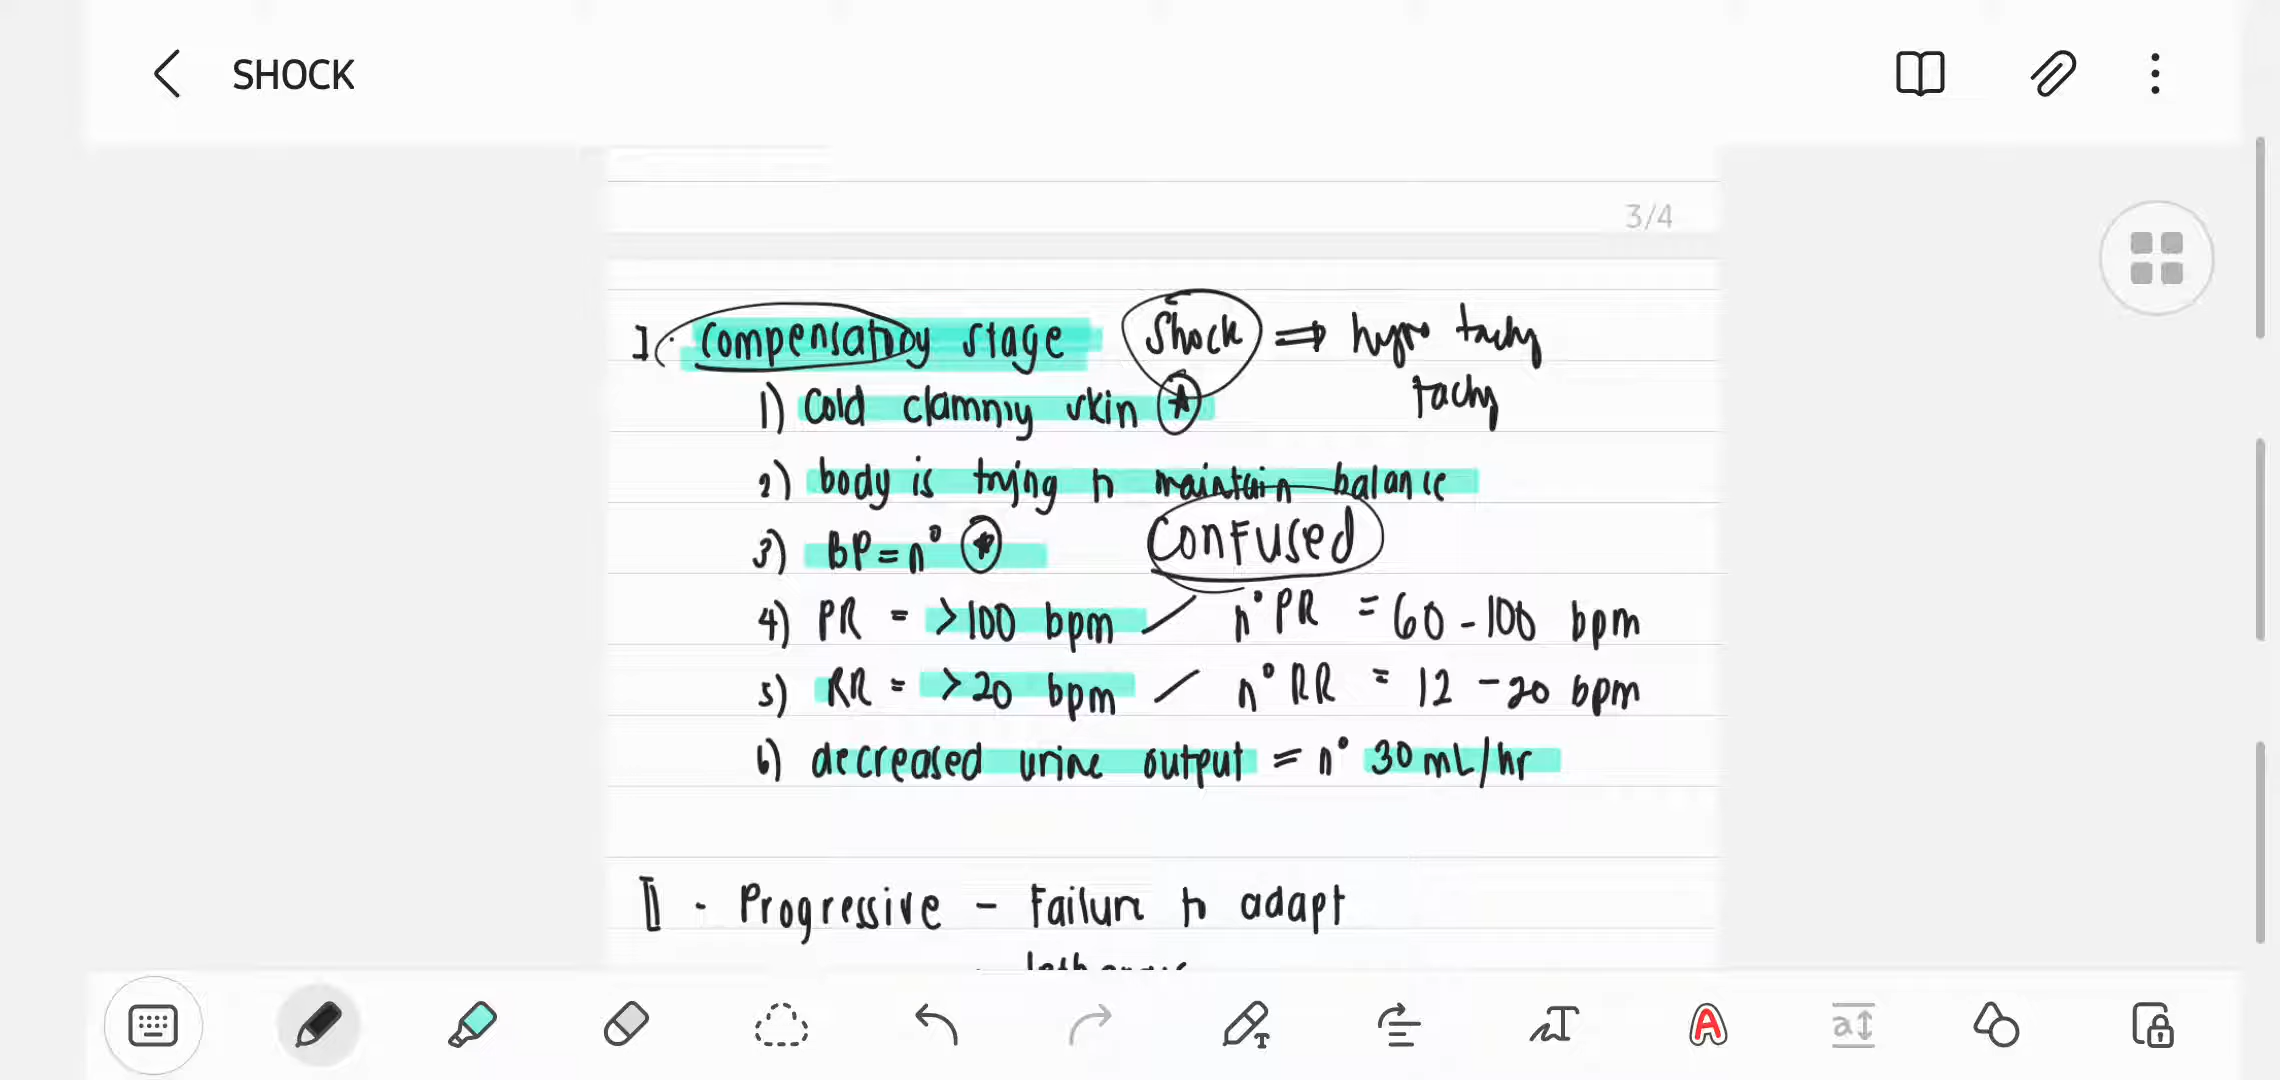 SHOCK
3/4
I. Compensatory stage Shock ⇒ hypo tachy
tachy
1) Cold clammy skin ★
2) body is trying to maintain balance
3) BP = n° ★ Confused
4) PR = >100 bpm / n° PR = 60 - 100 bpm
5) RR = >20 bpm / n° RR = 12 - 20 bpm
6) decreased urine output = n° 30 mL/hr
II - Progressive - Failure to adapt